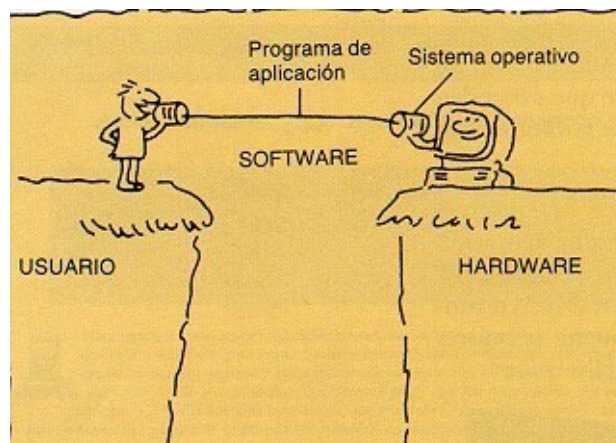 Programa de
aplicación
Sistema operativo
SOFTWARE
USUARIO
HARDWARE